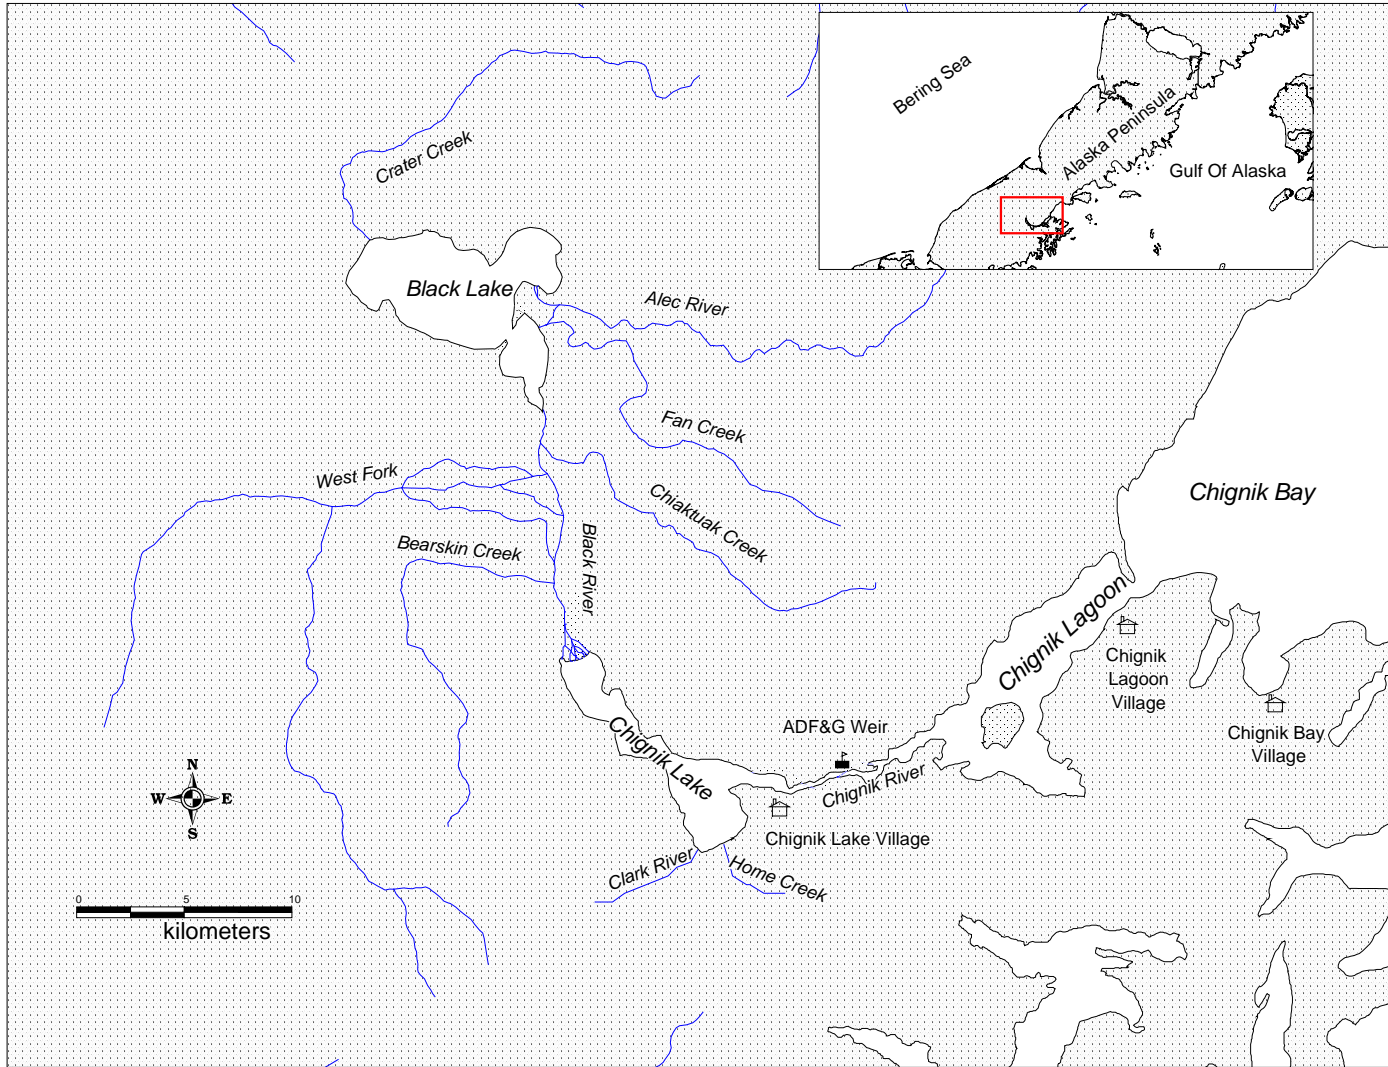 Bering Sea
Alaska Peninsula
Gulf Of Alaska
Crater Creek
Black Lake
Alec River
Fan Creek
West Fork
Chiaktuak Creek
Bearskin Creek
Black River
Chignik Bay
Chignik Lagoon
Chignik
Lagoon
Village
Chignik Bay
Village
ADF&G Weir
Chignik Lake
Chignik River
Chignik Lake Village
Clark River
Home Creek
N
W E
S
0 5 10
kilometers